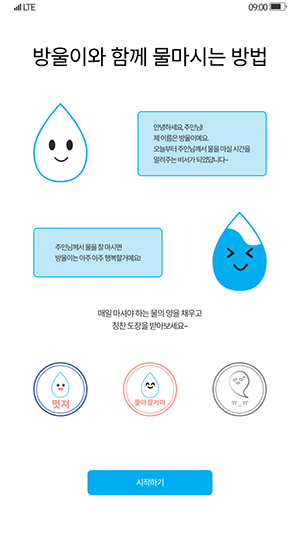 LTE
09:00
방울이와 함께 물마시는 방법
안녕하세요, 주인님!
제 이름은 방울이예요.
오늘부터 주인님께서 물을 마실 시간을
알려주는 비서가 되었답니다~
주인님께서 물을 잘 마시면
방울이는 아주 아주 행복할거예요!
매일 마셔야 하는 물의 양을 채우고
칭찬 도장을 받아보세요~
멋져
좋아질거야
ㅠ_ㅠ
시작하기